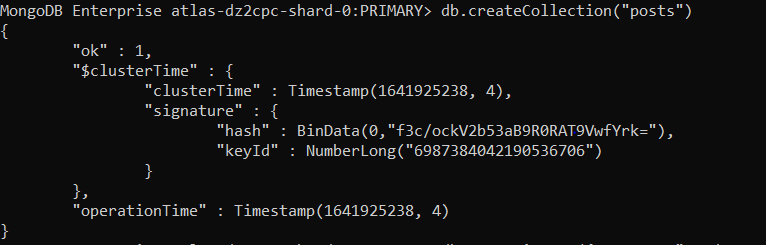 MongoDB Enterprise atlas-dz2cpc-shard-0:PRIMARY> db.createCollection("posts")
{
        "ok" : 1,
        "$clusterTime" : {
                "clusterTime" : Timestamp(1641925238, 4),
                "signature" : {
                        "hash" : BinData(0,"f3c/ockV2b53aB9R0RAT9VwfYrk="),
                        "keyId" : NumberLong("6987384042190536706")
                }
        },
        "operationTime" : Timestamp(1641925238, 4)
}